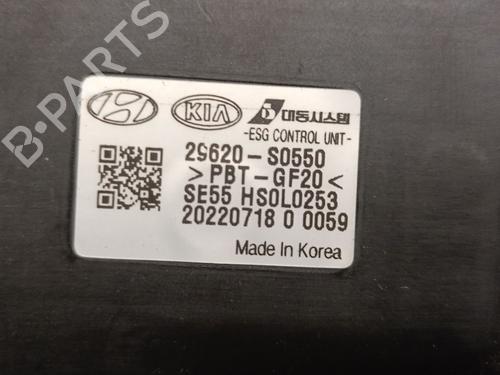 B-PARTS
KIA 대동시스템
-ESG CONTROL UNIT-
29620-S0550
>PBT-GF20<
SE55 HS0L0253
20220718 0 0059
Made In Korea